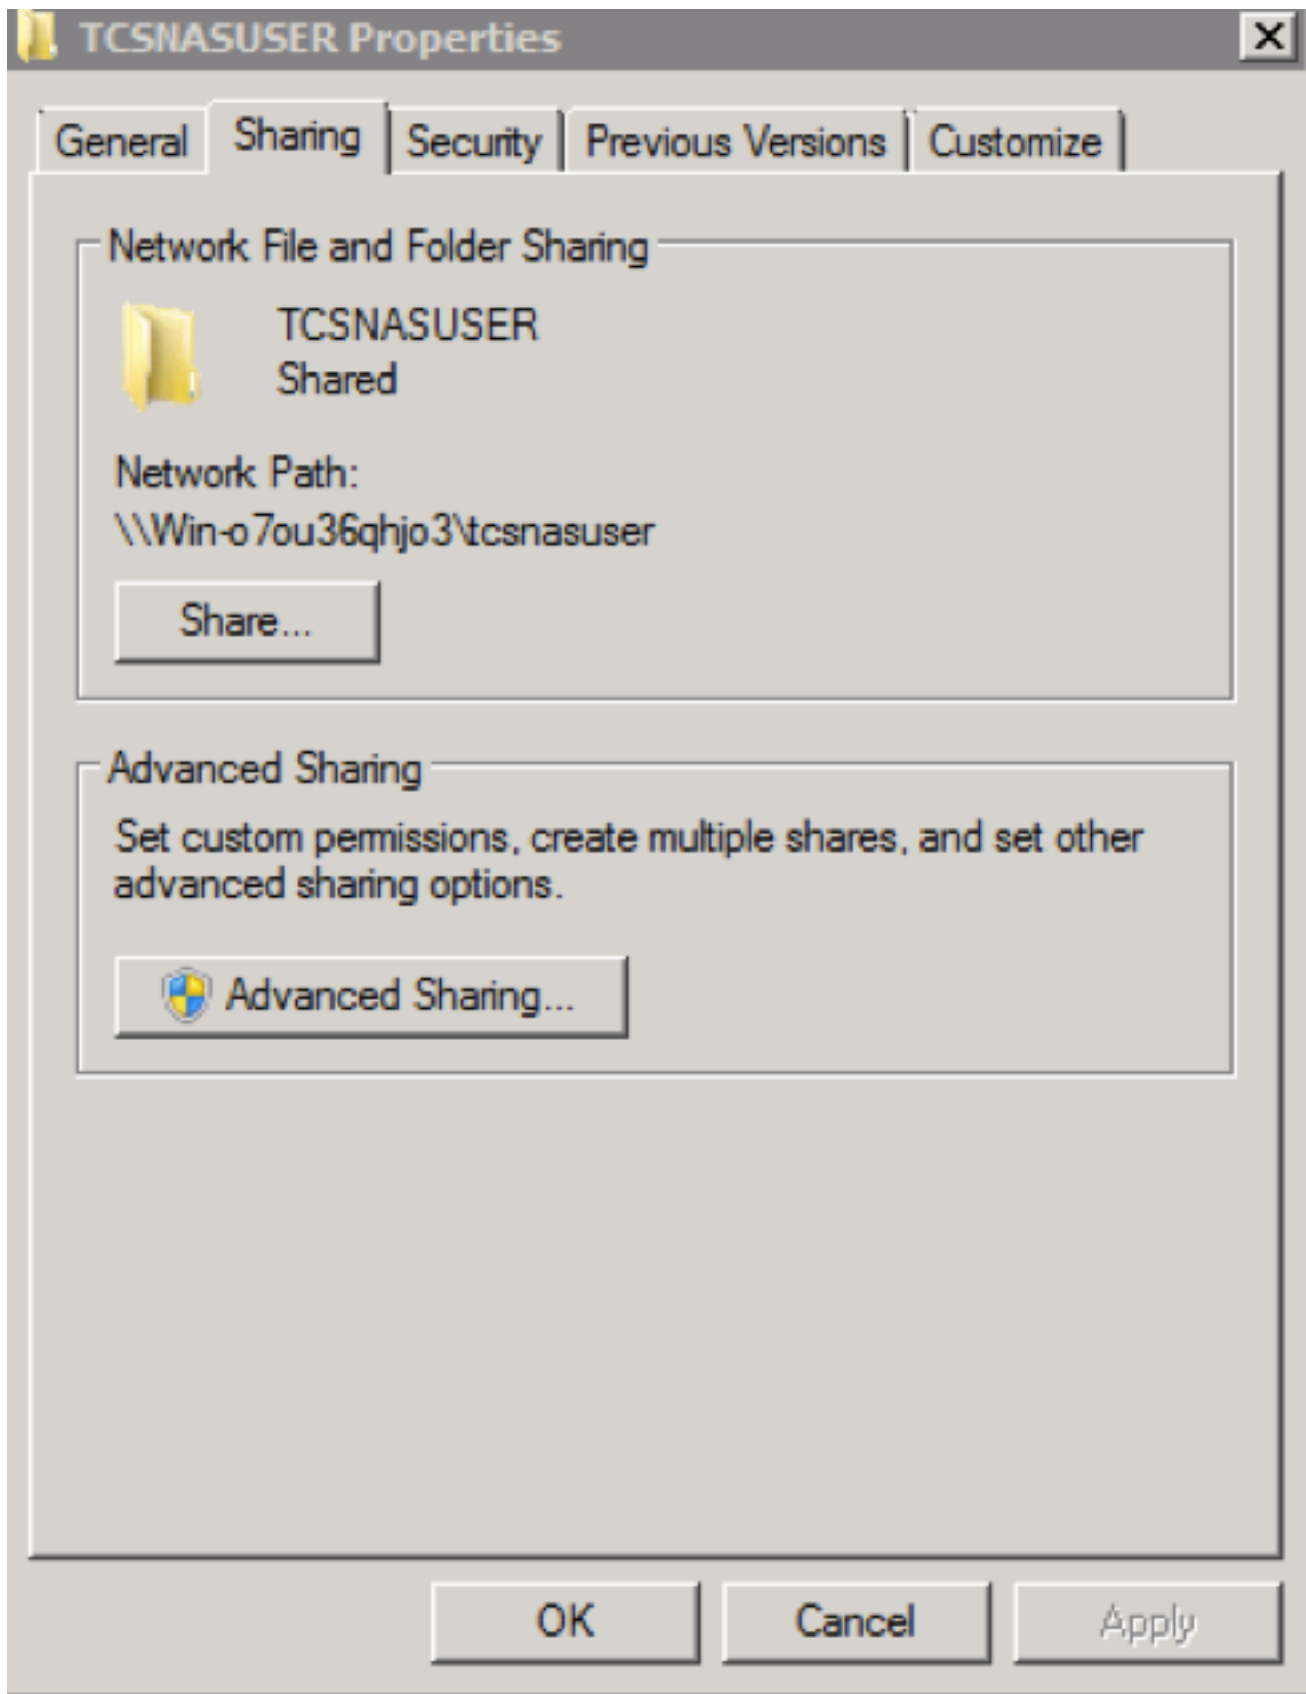 TCSNASUSER Properties
General Sharing Security Previous Versions Customize
Network File and Folder Sharing
TCSNASUSER
Shared
Network Path:
\\Win-o7ou36qhjo3\tcsnasuser
Share...
Advanced Sharing
Set custom permissions, create multiple shares, and set other
advanced sharing options.
Advanced Sharing...
OK Cancel Apply